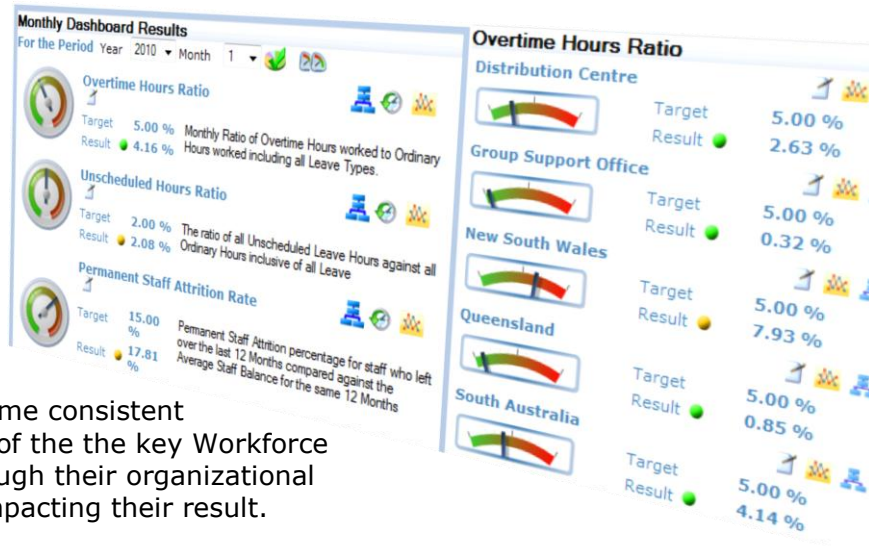 Monthly Dashboard Results
For the Period Year 2010 Month 1
Overtime Hours Ratio
Target 5.00 % Monthly Ratio of Overtime Hours worked to Ordinary
Result 4.16 % Hours worked including all Leave Types.
Unscheduled Hours Ratio
Target 2.00 % The ratio of all Unscheduled Leave Hours against all
Result 2.08 % Ordinary Hours inclusive of all Leave
Permanent Staff Attrition Rate
Target 15.00
%
Permanent Staff Attrition percentage for staff who left
over the last 12 Months compared against the
Average Staff Balance for the same 12 Months
Result 17.81
%
Overtime Hours Ratio
Distribution Centre
Target 5.00 %
Result 2.63 %
Group Support Office
Target 5.00 %
Result 0.32 %
New South Wales
Target 5.00 %
Result 7.93 %
Queensland
Target 5.00 %
Result 0.85 %
South Australia
Target 5.00 %
Result 4.14 %
me consistent
of the the key Workforce
ugh their organizational
pacting their result.